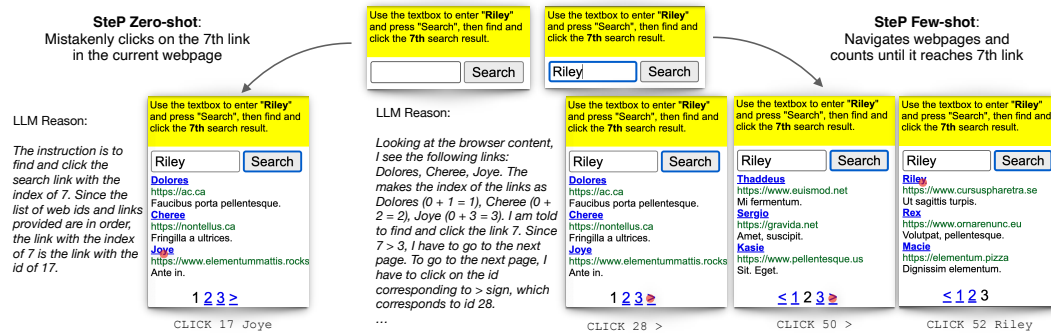 SteP Zero-shot:
Mistakenly clicks on the 7th link
in the current webpage
Use the textbox to enter "Riley"
and press "Search", then find and
click the 7th search result.
Search
Use the textbox to enter "Riley"
and press "Search", then find and
click the 7th search result.
Riley
Search
SteP Few-shot:
Navigates webpages and
counts until it reaches 7th link
LLM Reason:
The instruction is to
find and click the
search link with the
index of 7. Since the
list of web ids and links
provided are in order,
the link with the index
of 7 is the link with the
id of 17.
Use the textbox to enter "Riley"
and press "Search", then find and
click the 7th search result.
Riley
Search
Dolores
https://ac.ca
Faucibus porta pellentesque.
Cheree
https://nontellus.ca
Fringilla a ultrices.
Joye
https://www.elementummattis.rocks
Ante in.
1 2 3 >
CLICK 17 Joye
LLM Reason:
Looking at the browser content,
I see the following links:
Dolores, Cheree, Joye. The
makes the index of the links as
Dolores (0 + 1 = 1), Cheree (0 +
2 = 2), Joye (0 + 3 = 3). I am told
to find and click the link 7. Since
7 > 3, I have to go to the next
page. To go to the next page, I
have to click on the id
corresponding to > sign, which
corresponds to id 28.
...
Use the textbox to enter "Riley"
and press "Search", then find and
click the 7th search result.
Riley
Search
Dolores
https://ac.ca
Faucibus porta pellentesque.
Cheree
https://nontellus.ca
Fringilla a ultrices.
Joye
https://www.elementummattis.rocks
Ante in.
1 2 3 >
CLICK 28 >
Use the textbox to enter "Riley"
and press "Search", then find and
click the 7th search result.
Riley
Search
Thaddeus
https://www.euismod.net
Mi fermentum.
Sergio
https://gravida.net
Amet, suscipit.
Kasie
https://www.pellentesque.us
Sit. Eget.
< 1 2 3 >
CLICK 50 >
Use the textbox to enter "Riley"
and press "Search", then find and
click the 7th search result.
Riley
Search
Riley
https://www.cursuspharetra.se
Ut sagittis turpis.
Rex
https://www.ornarenunc.eu
Volutpat, pellentesque.
Macie
https://elementum.pizza
Dignissim elementum.
< 1 2 3
CLICK 52 Riley